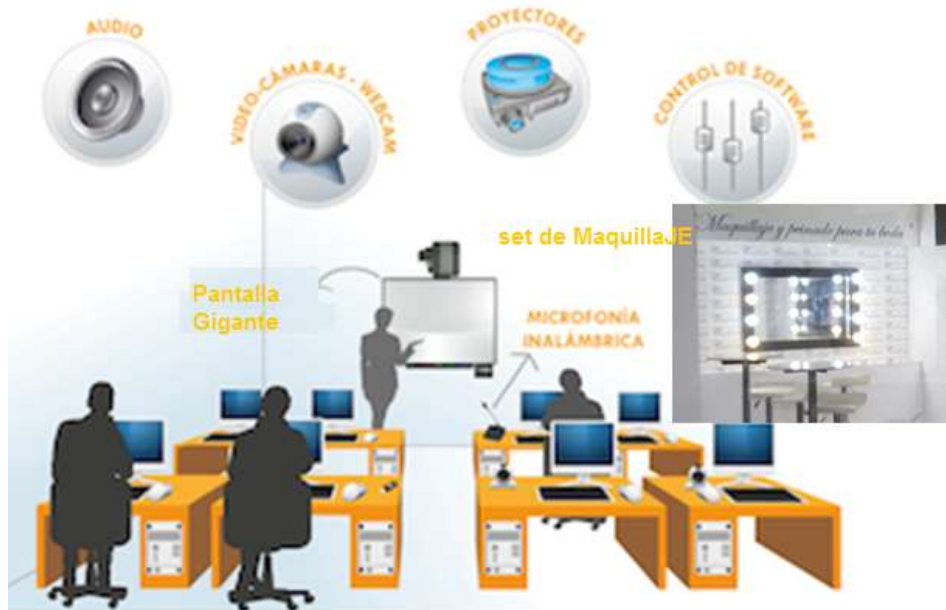 AUDIO
VIDEO-CÁMARAS - WEBCAM
PROYECTORES
CONTROL DE SOFTWARE
"Maquillaje y peinado para tu boda"
set de MaquillaJE
Pantalla
Gigante
MICROFONÍA
INALÁMBRICA